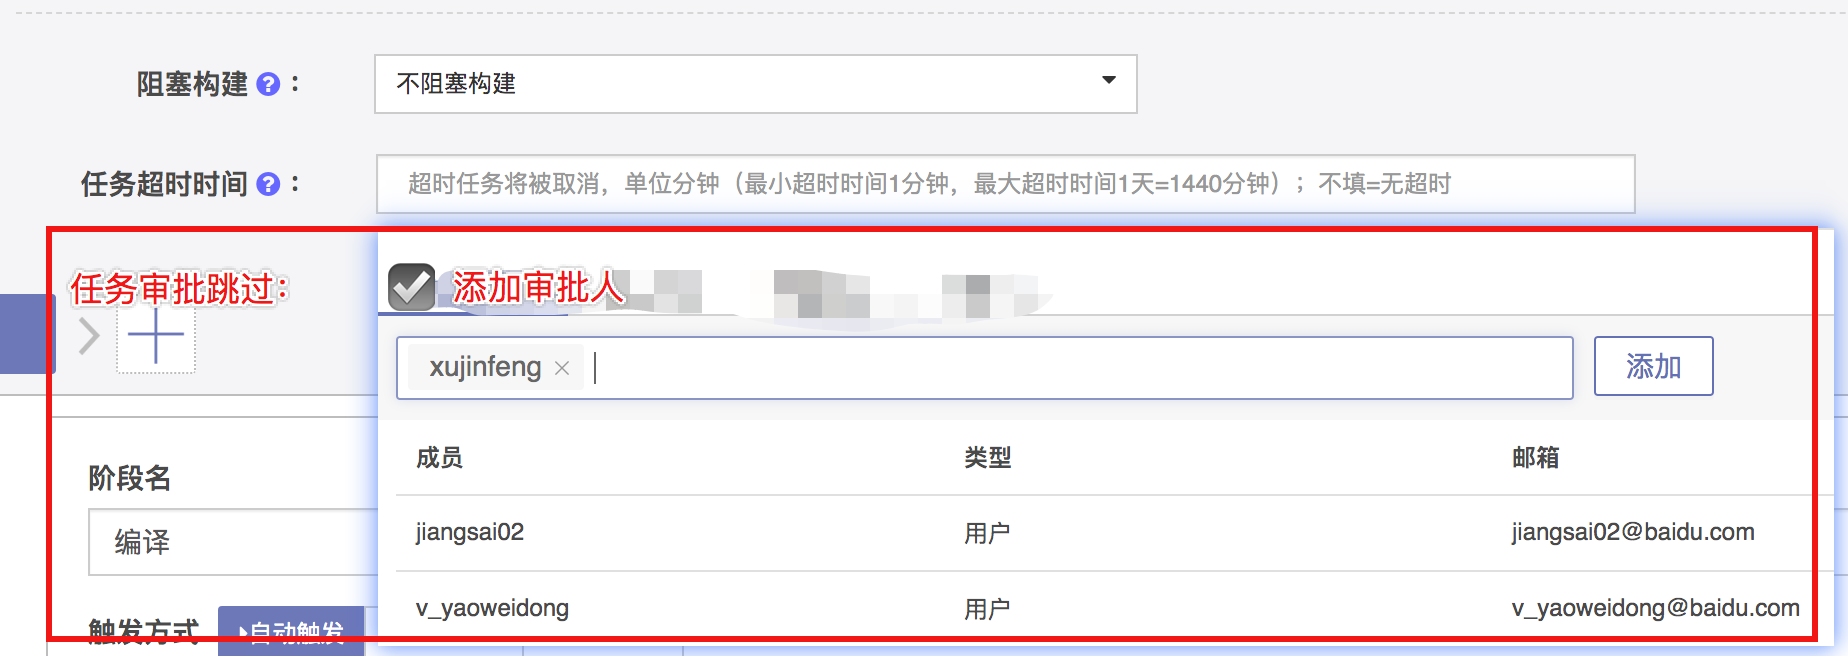 阻塞构建 ? :
不阻塞构建
任务超时时间 ? :
超时任务将被取消，单位分钟（最小超时时间1分钟，最大超时时间1天=1440分钟）；不填=无超时
任务审批跳过：
添加审批人
xujinfeng ×
添加
成员 类型 邮箱
jiangsai02 用户 jiangsai02@baidu.com
v_yaoweidong 用户 v_yaoweidong@baidu.com
阶段名
编译
触发方式 自动触发